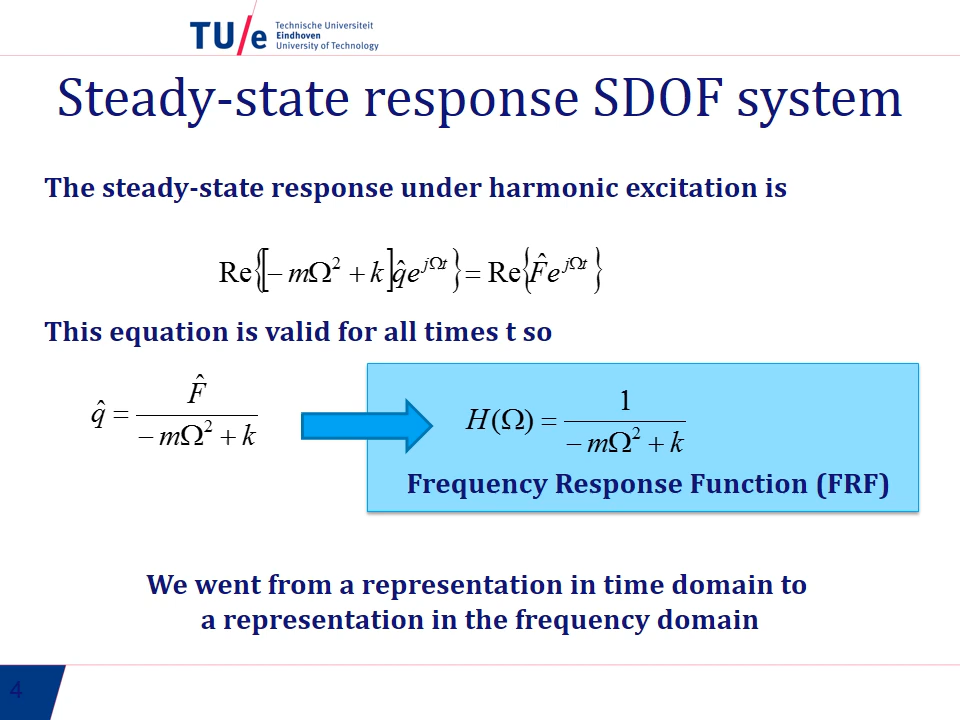 TU/e Technische Universiteit
Eindhoven
University of Technology
Steady-state response SDOF system
The steady-state response under harmonic excitation is
Re{[−mΩ² + k]q̂e^{jΩt}} = Re{F̂e^{jΩt}}
This equation is valid for all times t so
q̂ = F̂ / (−mΩ² + k)
H(Ω) = 1 / (−mΩ² + k)
Frequency Response Function (FRF)
We went from a representation in time domain to
a representation in the frequency domain
4